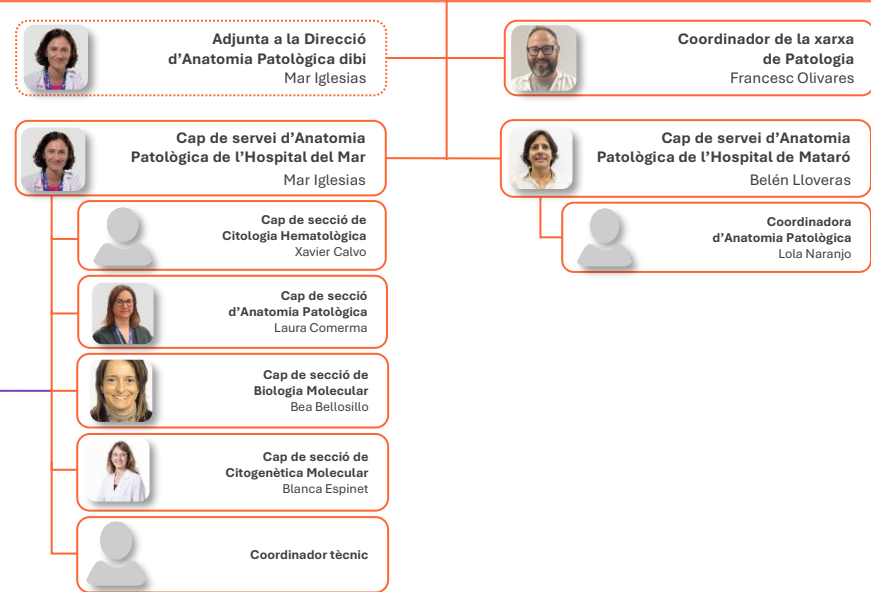 Adjunta a la Direcció
d’Anatomia Patològica dibi
Mar Iglesias
Coordinador de la xarxa
de Patologia
Francesc Olivares
Cap de servei d’Anatomia
Patològica de l’Hospital del Mar
Mar Iglesias
Cap de servei d’Anatomia
Patològica de l’Hospital de Mataró
Belén Lloveras
Cap de secció de
Citologia Hematològica
Xavier Calvo
Coordinadora
d’Anatomia Patològica
Lola Naranjo
Cap de secció
d’Anatomia Patològica
Laura Comerma
Cap de secció de
Biologia Molecular
Bea Bellosillo
Cap de secció de
Citogenètica Molecular
Blanca Espinet
Coordinador tècnic